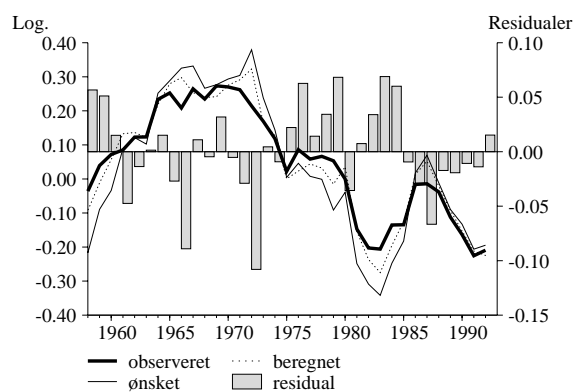 Log. Residualer
0.40 0.10
0.30
0.20 0.05
0.10 0.00
0.00
-0.10 -0.05
-0.20 -0.10
-0.30
-0.40 -0.15
1960 1965 1970 1975 1980 1985 1990
observeret beregnet
ønsket residual